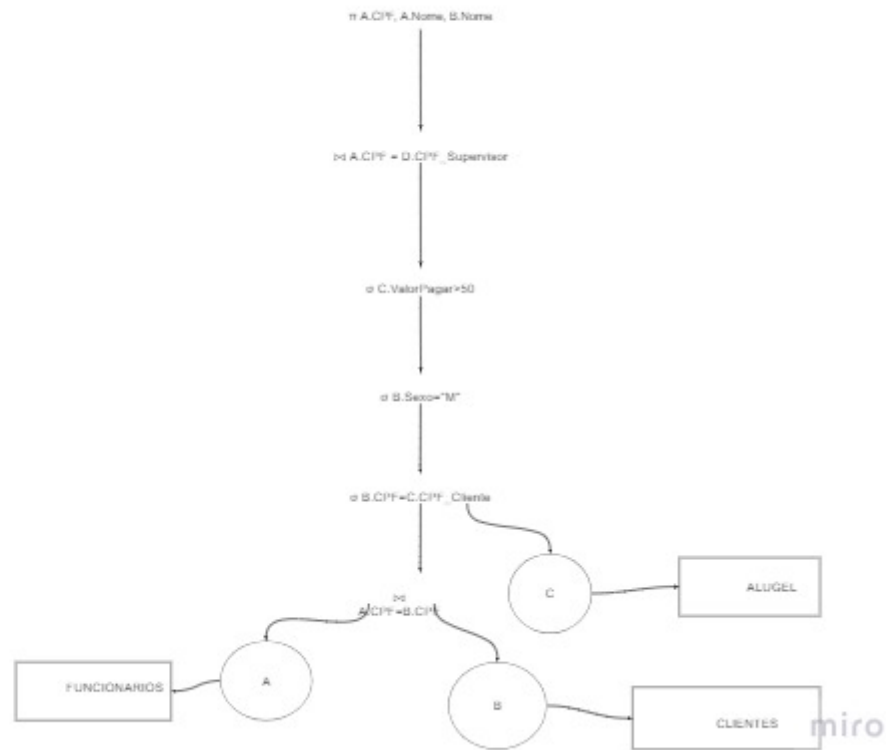 π A.CPF, A.Nome, B.Nome
⋈ A.CPF = D.CPF_Supervisor
σ C.ValorPagar>50
σ B.Sexo="M"
σ B.CPF=C.CPF_Cliente
⋈
A.CPF=B.CPF
C
ALUGEL
A
FUNCIONARIOS
B
CLIENTES
miro